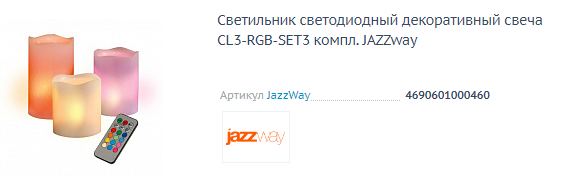 Светильник светодиодный декоративный свеча
CL3-RGB-SET3 компл. JAZZway
Артикул JazzWay 4690601000460
jazzway